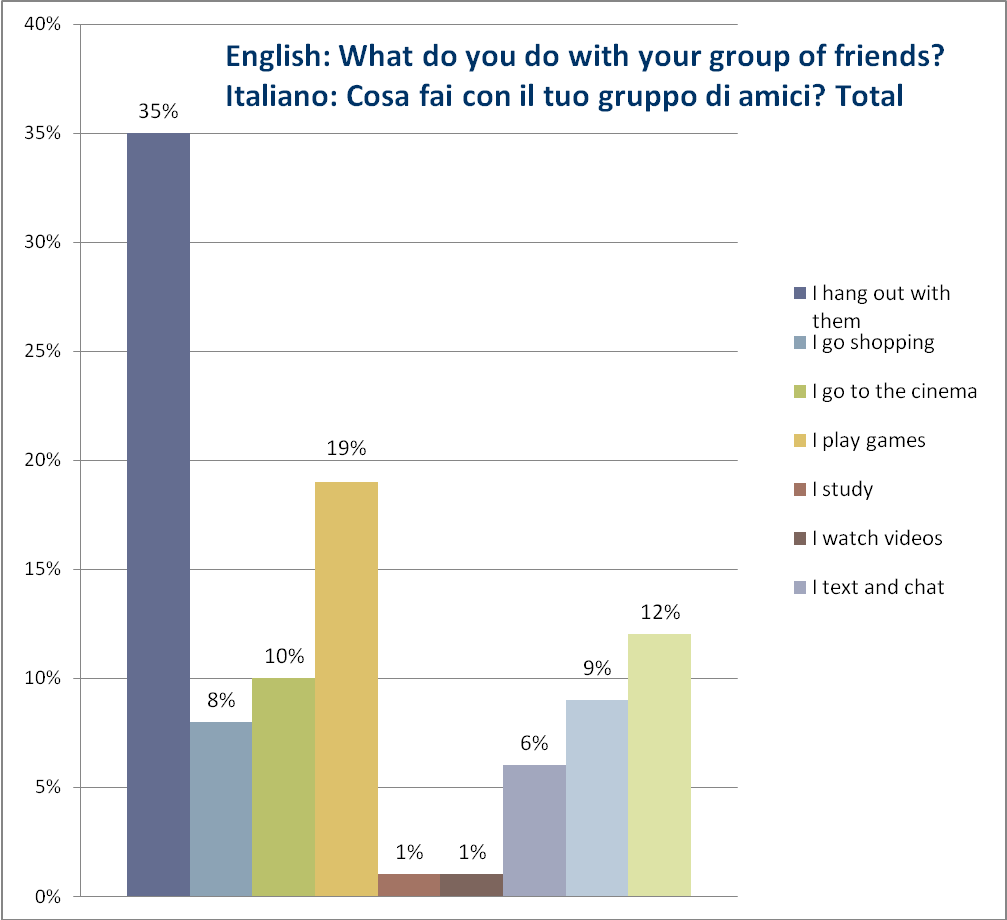 English: What do you do with your group of friends?
Italiano: Cosa fai con il tuo gruppo di amici? Total
40%
35%
30%
25%
20%
15%
10%
5%
0%
35%
8%
10%
19%
1%
1%
6%
9%
12%
I hang out with
them
I go shopping
I go to the cinema
I play games
I study
I watch videos
I text and chat